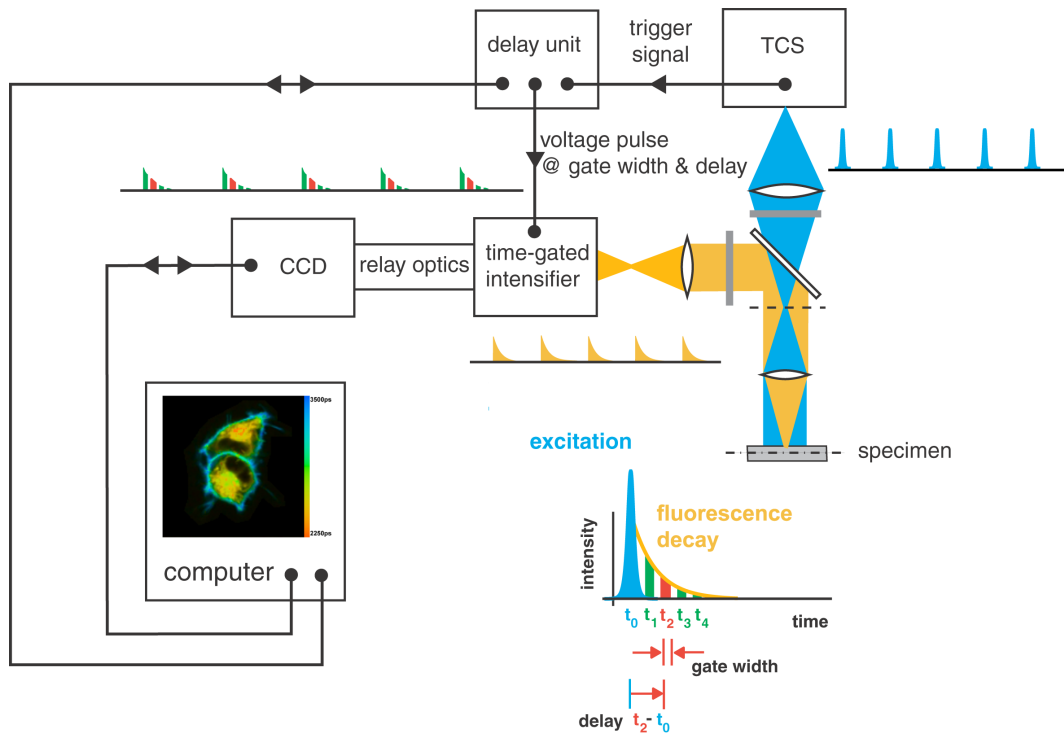 delay unit
trigger
signal
TCS
voltage pulse
@ gate width & delay
CCD
relay optics
time-gated
intensifier
3500ps
2250ps
computer
specimen
excitation
fluorescence
decay
intensity
t0 t1 t2 t3 t4
time
gate width
delay t2- t0